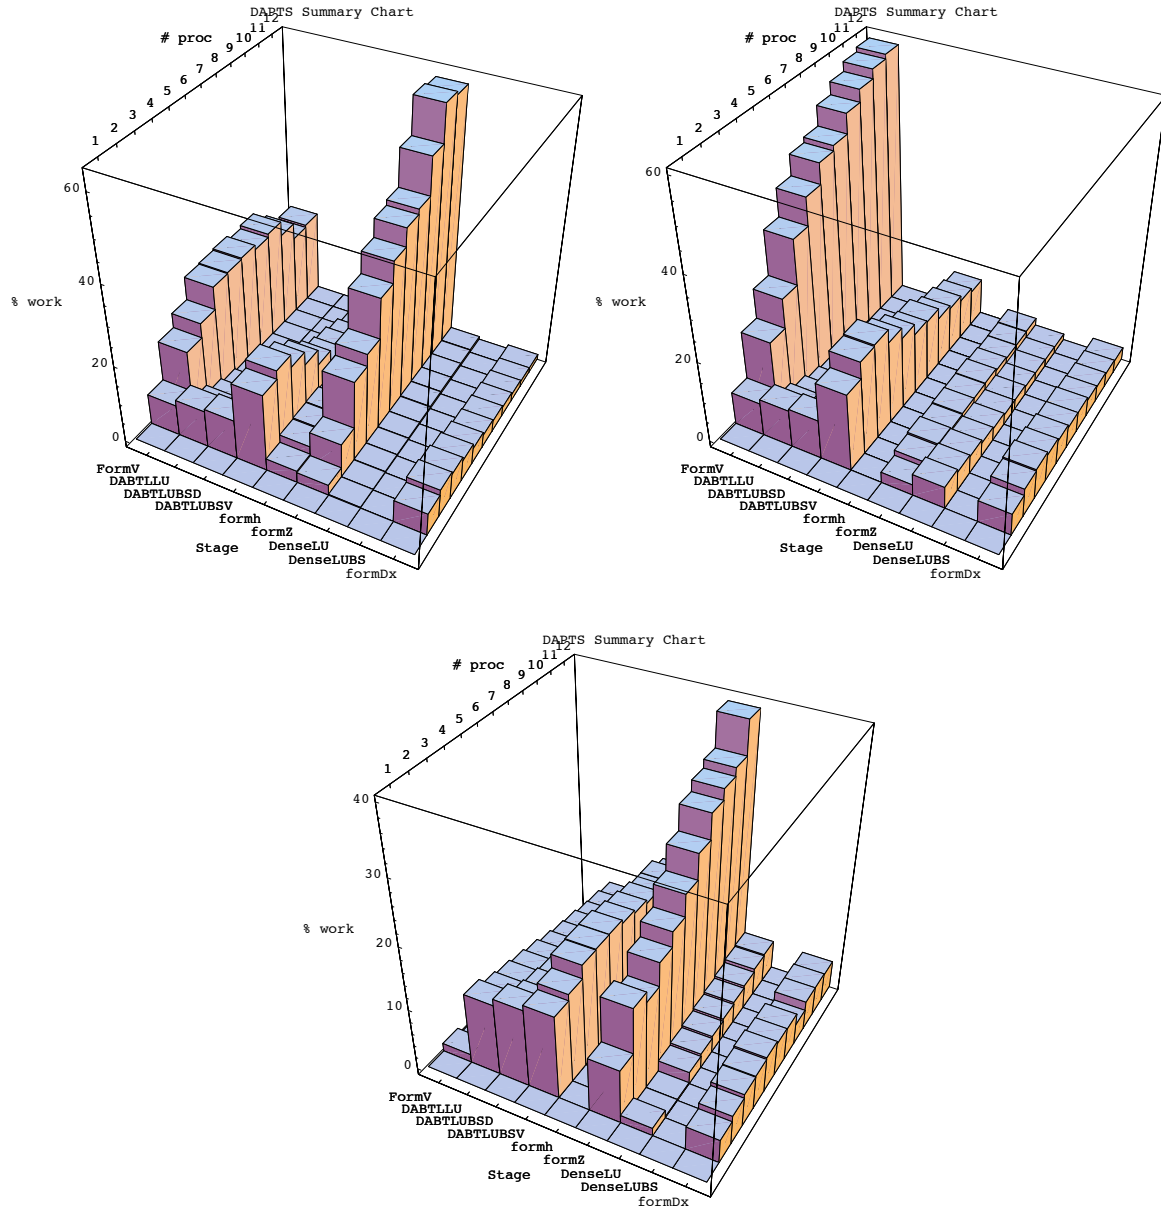 DAPTS Summary Chart
# proc
12
11
10
9
8
7
6
5
4
3
2
1
60
40
% work
20
0
FormV
DABTLLU
DABTLUBSD
DABTLUBSV
formh
formZ
Stage
DenseLU
DenseLUBS
formDx
DAPTS Summary Chart
# proc
12
11
10
9
8
7
6
5
4
3
2
1
60
40
% work
20
0
FormV
DABTLLU
DABTLUBSD
DABTLUBSV
formh
formZ
Stage
DenseLU
DenseLUBS
formDx
DAPTS Summary Chart
# proc
12
11
10
9
8
7
6
5
4
3
2
1
40
30
% work
20
10
0
FormV
DABTLLU
DABTLUBSD
DABTLUBSV
formh
formZ
Stage
DenseLU
DenseLUBS
formDx